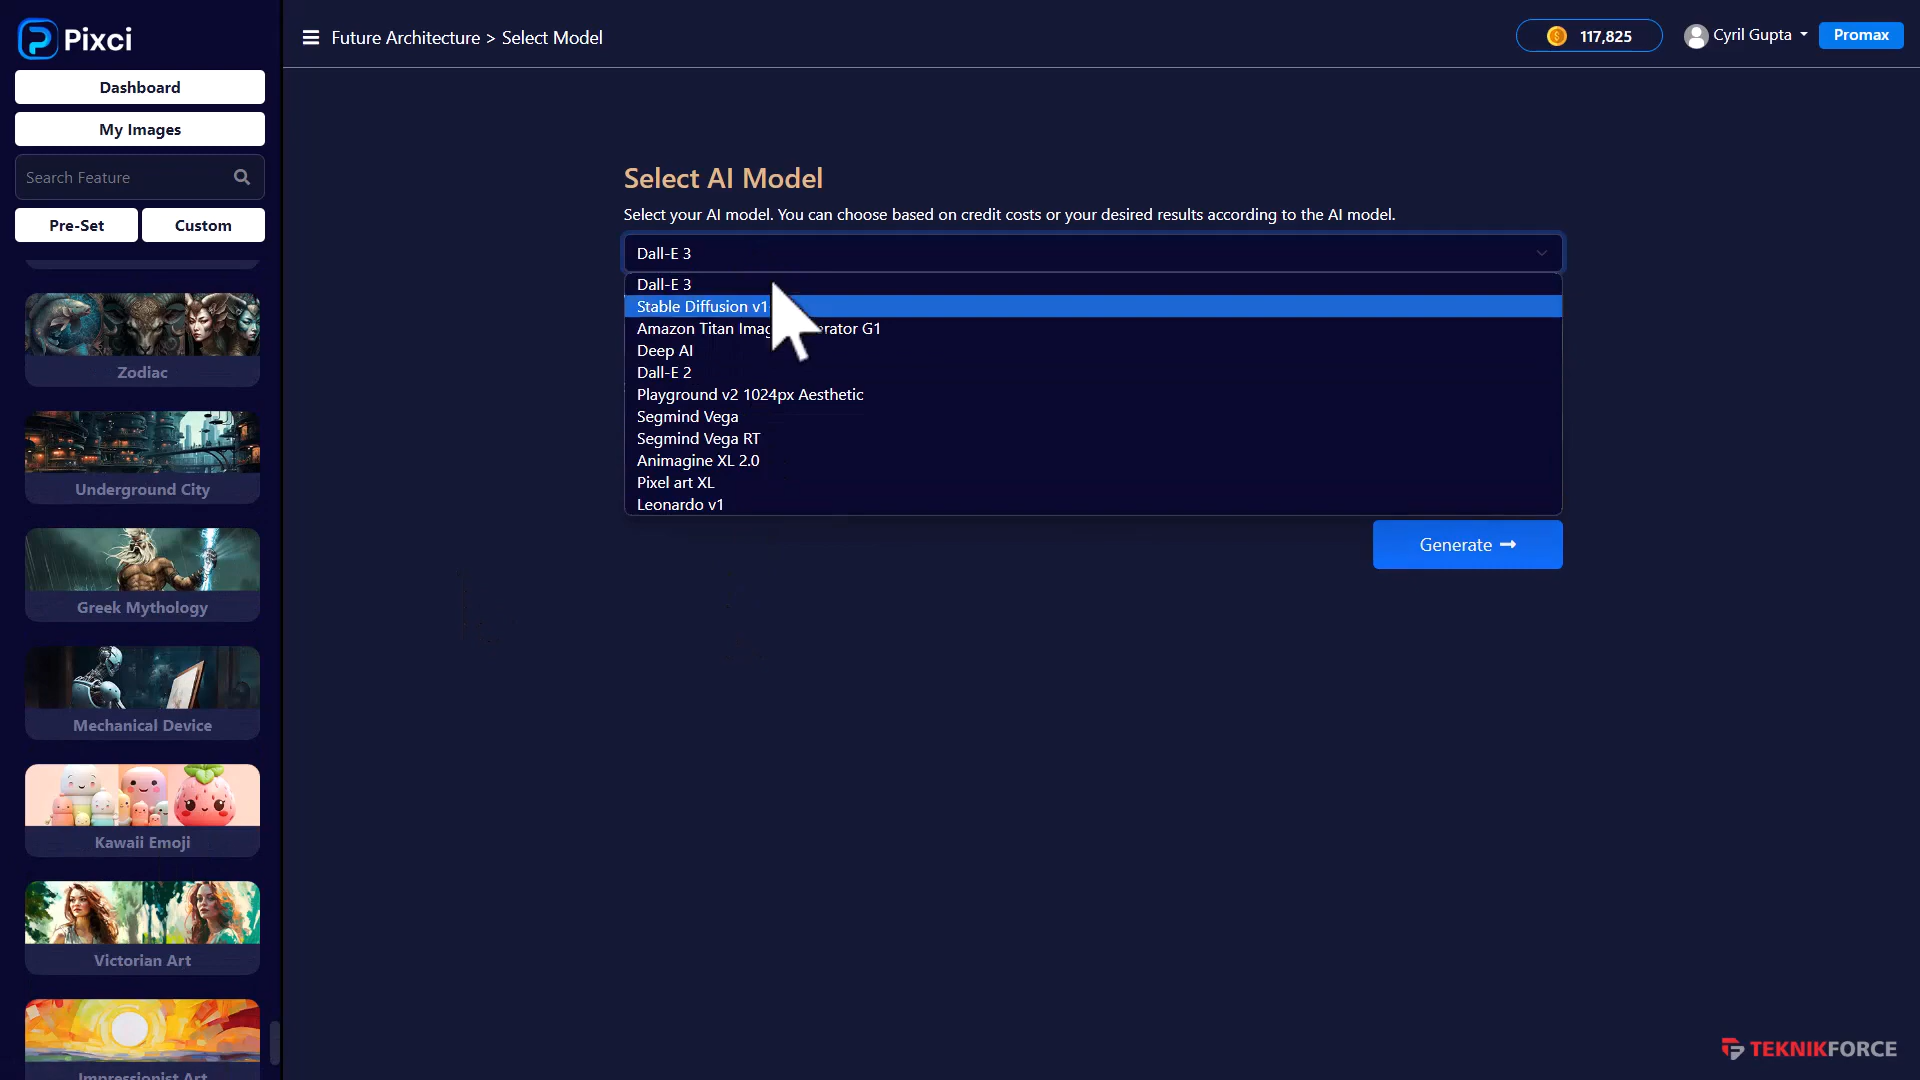 Pixci
Dashboard
My Images
Search Feature
Pre-Set
Custom
Zodiac
Underground City
Greek Mythology
Mechanical Device
Kawaii Emoji
Victorian Art
Impressionist Art
Future Architecture > Select Model
117,825
Cyril Gupta
Promax
Select AI Model
Select your AI model. You can choose based on credit costs or your desired results according to the AI model.
Dall-E 3
Dall-E 3
Stable Diffusion v1
Amazon Titan G1
Deep AI
Dall-E 2
Playground v2 1024px Aesthetic
Segmind Vega
Segmind Vega RT
Animagine XL 2.0
Pixel art XL
Leonardo v1
Generate
TEKNIKFORCE